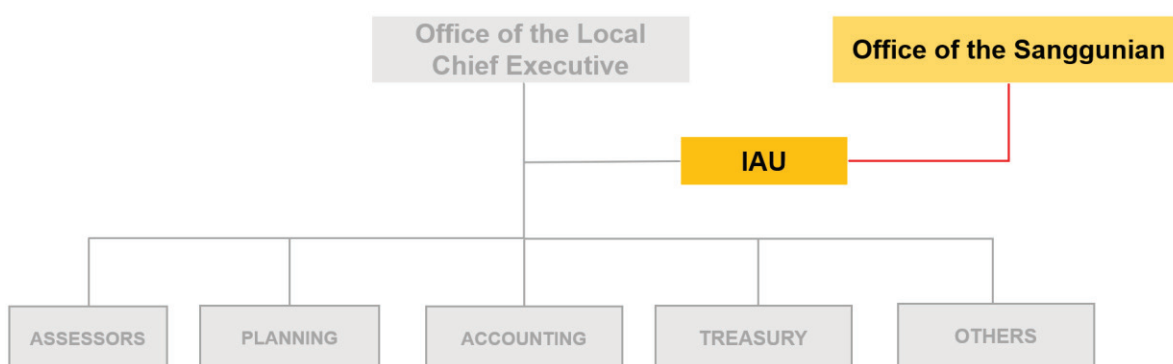 Office of the Local
Chief Executive
Office of the Sanggunian
IAU
ASSESSORS
PLANNING
ACCOUNTING
TREASURY
OTHERS